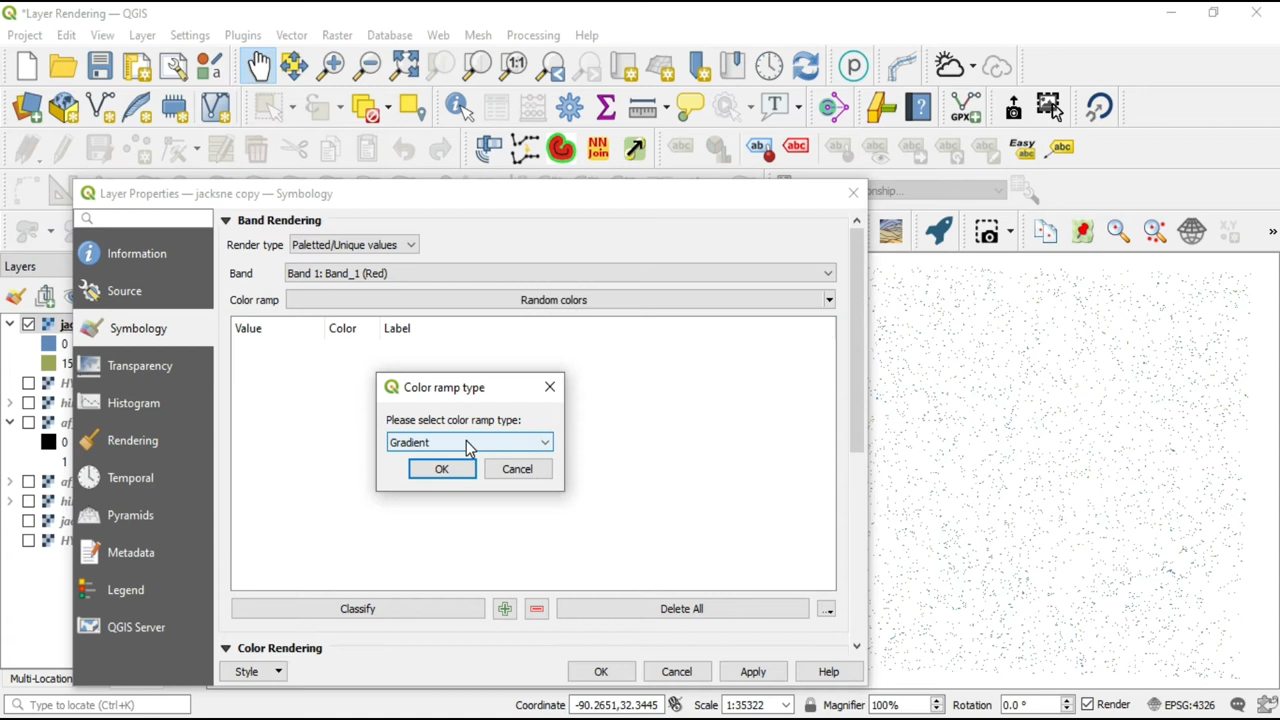 *Layer Rendering — QGIS
Project Edit View Layer Settings Plugins Vector Raster Database Web Mesh Processing Help
NN Join
GPX
Easy abc
Layer Properties — jacksne copy — Symbology
onship...
Information
Source
Symbology
Transparency
Histogram
Rendering
Temporal
Pyramids
Metadata
Legend
QGIS Server
Layers
0
15
0
1
Band Rendering
Render type Paletted/Unique values
Band Band 1: Band_1 (Red)
Color ramp Random colors
Value Color Label
Color ramp type
Please select color ramp type:
Gradient
OK Cancel
Classify Delete All ...
Color Rendering
Style OK Cancel Apply Help
Multi-Location
Type to locate (Ctrl+K) Coordinate -90.2651,32.3445 Scale 1:35322 Magnifier 100% Rotation 0.0 ° Render EPSG:4326